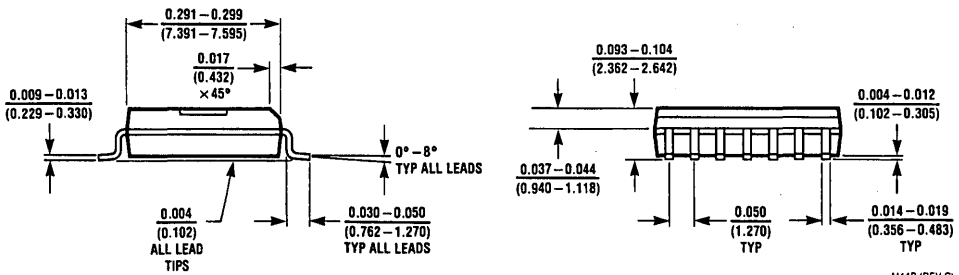 0.291 – 0.299
(7.391 – 7.595)
0.017
(0.432)
×45°
0.009 – 0.013
(0.229 – 0.330)
0° – 8°
TYP ALL LEADS
0.004
(0.102)
ALL LEAD
TIPS
0.030 – 0.050
(0.762 – 1.270)
TYP ALL LEADS
0.093 – 0.104
(2.362 – 2.642)
0.004 – 0.012
(0.102 – 0.305)
0.037 – 0.044
(0.940 – 1.118)
0.050
(1.270)
TYP
0.014 – 0.019
(0.356 – 0.483)
TYP